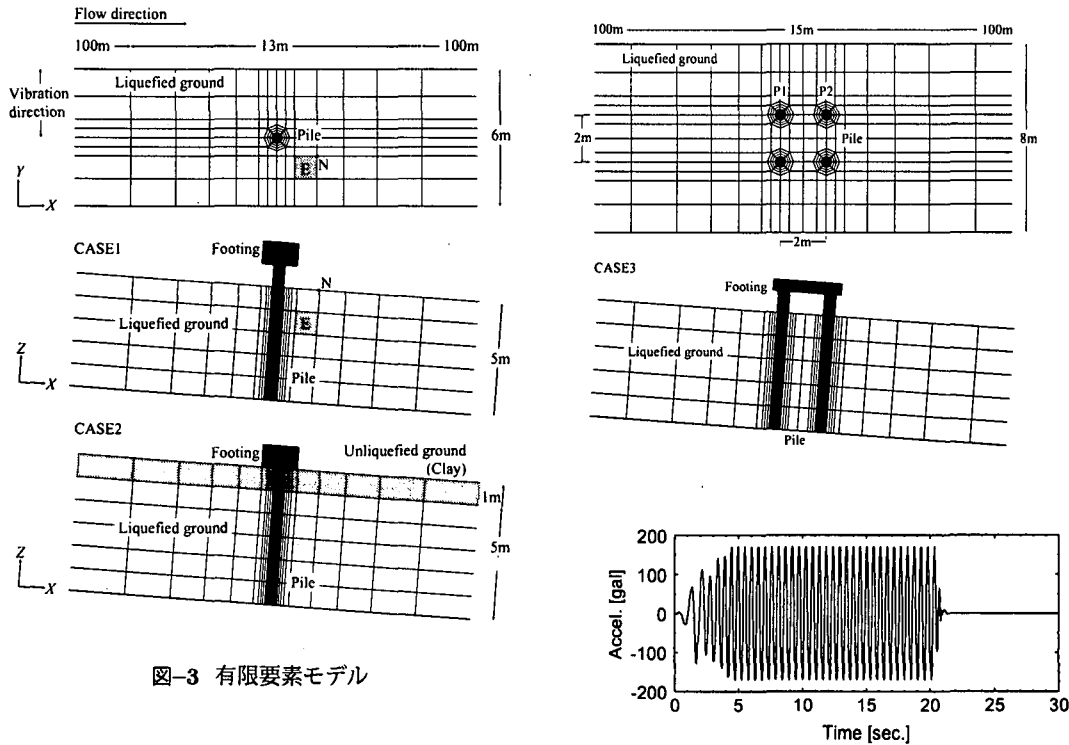 Flow direction
100m 13m 100m
Liquefied ground
Vibration
direction
Pile
6m
E N
Y
X
CASE1
Footing
N
Liquefied ground
E
Z
X
Pile
5m
CASE2
Footing
Unliquefied ground
(Clay)
1m
Liquefied ground
5m
Z
X
Pile
図-3 有限要素モデル
100m 15m 100m
Liquefied ground
P1 P2
2m
Pile
8m
2m
CASE3
Footing
Liquefied ground
5m
Pile
200
100
0
-100
-200
Accel. [gal]
0 5 10 15 20 25 30
Time [sec.]